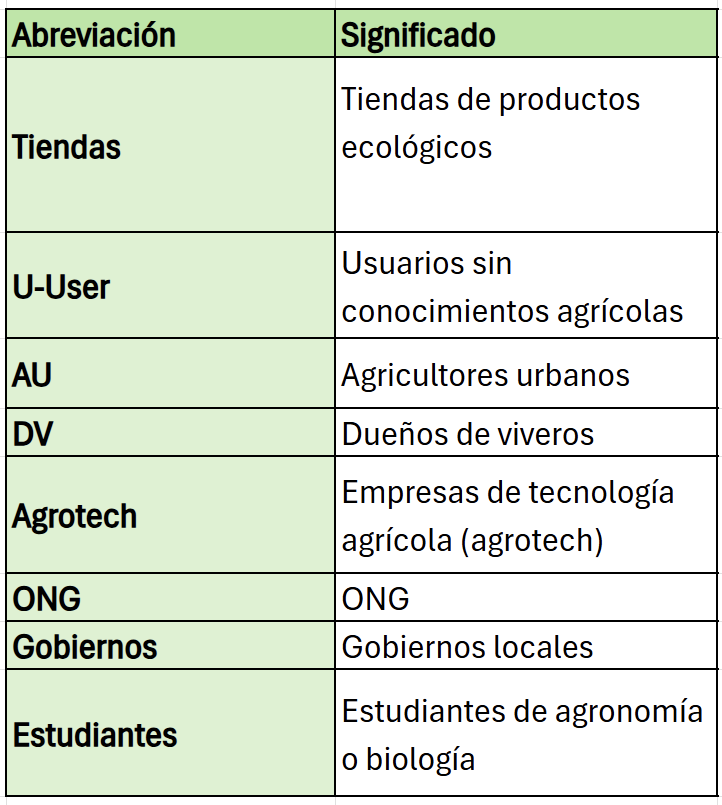 Abreviación Significado
Tiendas Tiendas de productos
ecológicos
U-User Usuarios sin
conocimientos agrícolas
AU Agricultores urbanos
DV Dueños de viveros
Agrotech Empresas de tecnología
agrícola (agrotech)
ONG ONG
Gobiernos Gobiernos locales
Estudiantes Estudiantes de agronomía
o biología